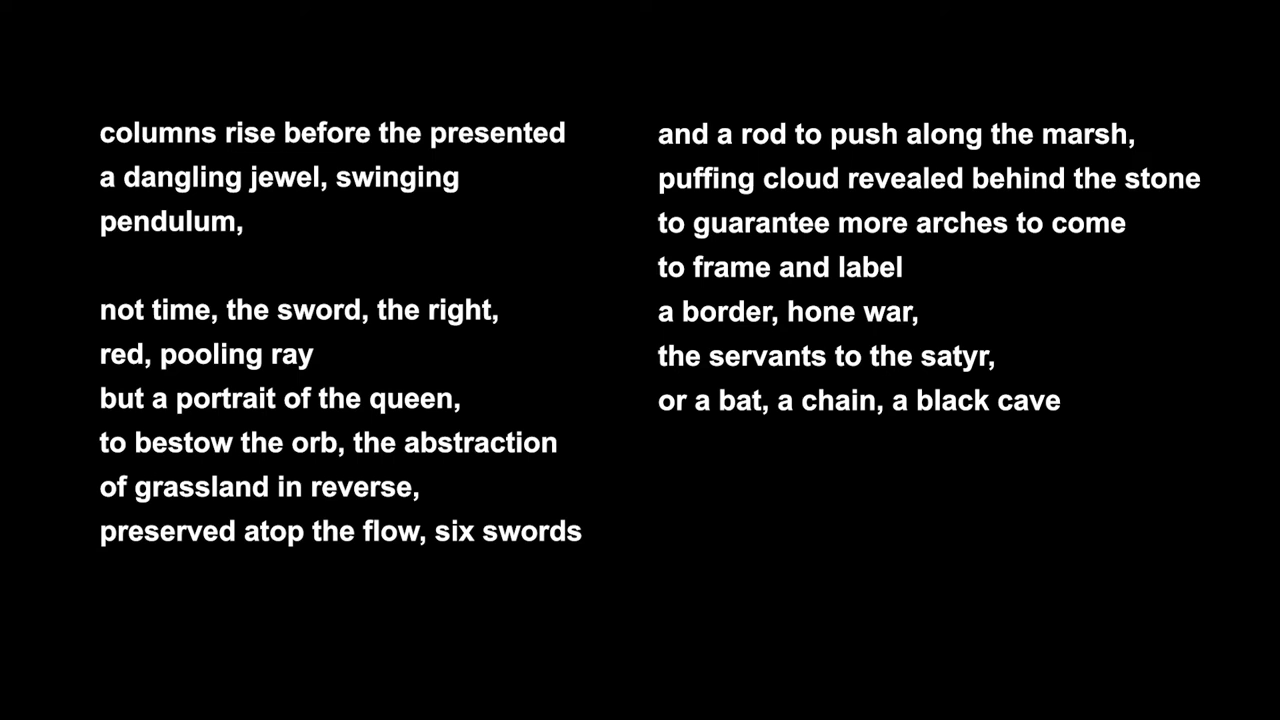 columns rise before the presented
a dangling jewel, swinging
pendulum,

not time, the sword, the right,
red, pooling ray
but a portrait of the queen,
to bestow the orb, the abstraction
of grassland in reverse,
preserved atop the flow, six swords
and a rod to push along the marsh,
puffing cloud revealed behind the stone
to guarantee more arches to come
to frame and label
a border, hone war,
the servants to the satyr,
or a bat, a chain, a black cave